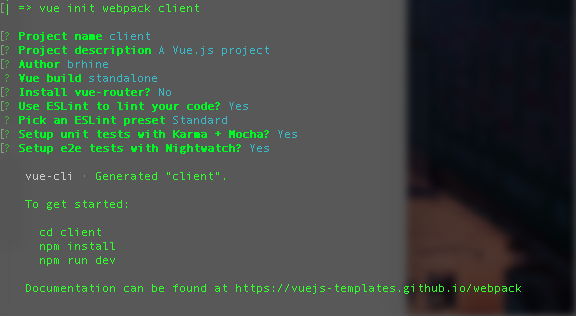 [| => vue init webpack client
[? Project name client
[? Project description A Vue.js project
[? Author brhine
? Vue build standalone
[? Install vue-router? No
[? Use ESLint to lint your code? Yes
? Pick an ESLint preset Standard
[? Setup unit tests with Karma + Mocha? Yes
[? Setup e2e tests with Nightwatch? Yes
vue-cli · Generated "client".
To get started:
cd client
npm install
npm run dev
Documentation can be found at https://vuejs-templates.github.io/webpack